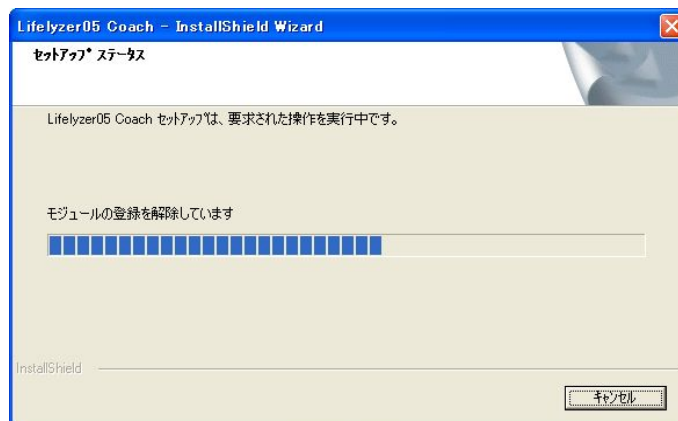 Lifelyzer05 Coach - InstallShield Wizard
セットアップ ステータス
Lifelyzer05 Coach セットアップは、要求された操作を実行中です。
モジュールの登録を解除しています
InstallShield
キャンセル